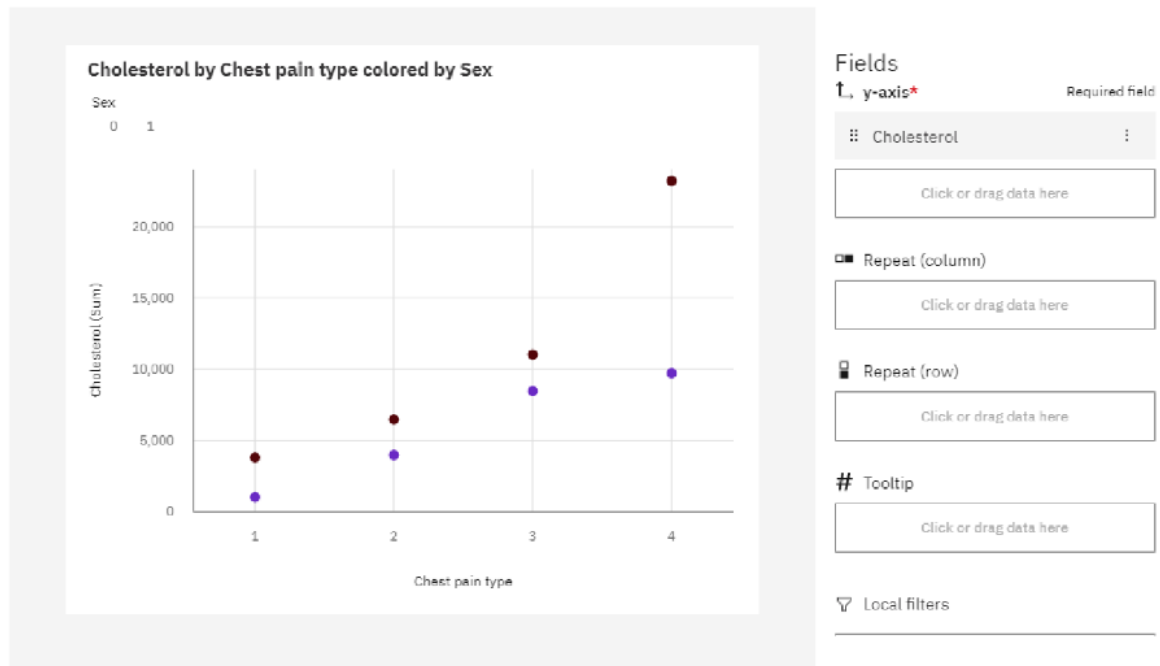 Cholesterol by Chest pain type colored by Sex
Sex
0 1
20,000
15,000
10,000
5,000
0
Cholesterol (Sum)
1 2 3 4
Chest pain type
Fields
y-axis* Required field
Cholesterol
Click or drag data here
Repeat (column)
Click or drag data here
Repeat (row)
Click or drag data here
# Tooltip
Click or drag data here
Local filters